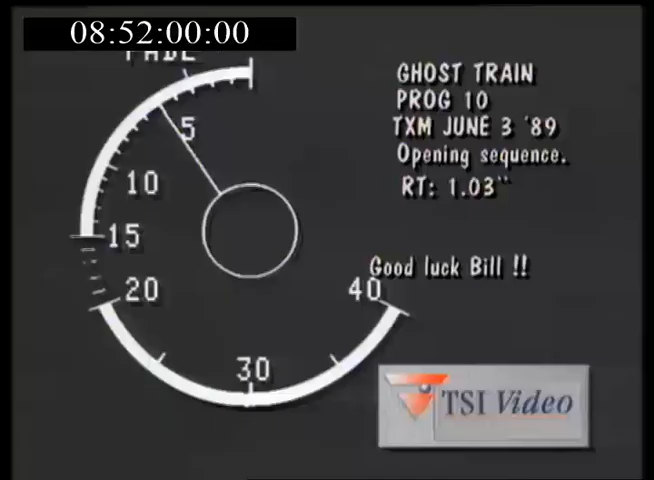 08:52:00:00
FADE
GHOST TRAIN
PROG 10
TXM JUNE 3 '89
Opening sequence.
RT: 1.03"
5
10
15
20
30
40
Good luck Bill !!
TSI Video